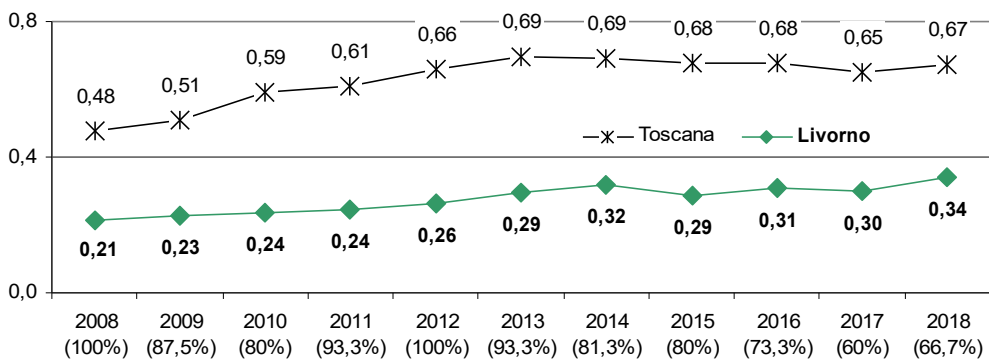 0,8
0,48 0,51 0,59 0,61 0,66 0,69 0,69 0,68 0,68 0,65 0,67
Toscana Livorno
0,4
0,21 0,23 0,24 0,24 0,26 0,29 0,32 0,29 0,31 0,30 0,34
0,0
2008 2009 2010 2011 2012 2013 2014 2015 2016 2017 2018
(100%) (87,5%) (80%) (93,3%) (100%) (93,3%) (81,3%) (80%) (73,3%) (60%) (66,7%)